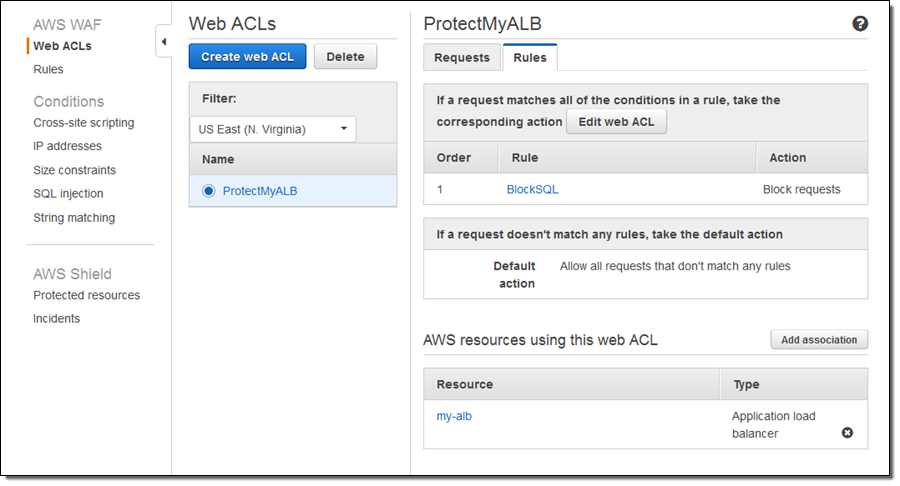 AWS WAF
Web ACLs
Rules
Conditions
Cross-site scripting
IP addresses
Size constraints
SQL injection
String matching
AWS Shield
Protected resources
Incidents
Web ACLs
Create web ACL
Delete
Filter:
US East (N. Virginia)
Name
ProtectMyALB
ProtectMyALB
?
Requests
Rules
If a request matches all of the conditions in a rule, take the
corresponding action
Edit web ACL
Order
Rule
Action
1
BlockSQL
Block requests
If a request doesn't match any rules, take the default action
Default
action
Allow all requests that don't match any rules
AWS resources using this web ACL
Add association
Resource
Type
my-alb
Application load
balancer